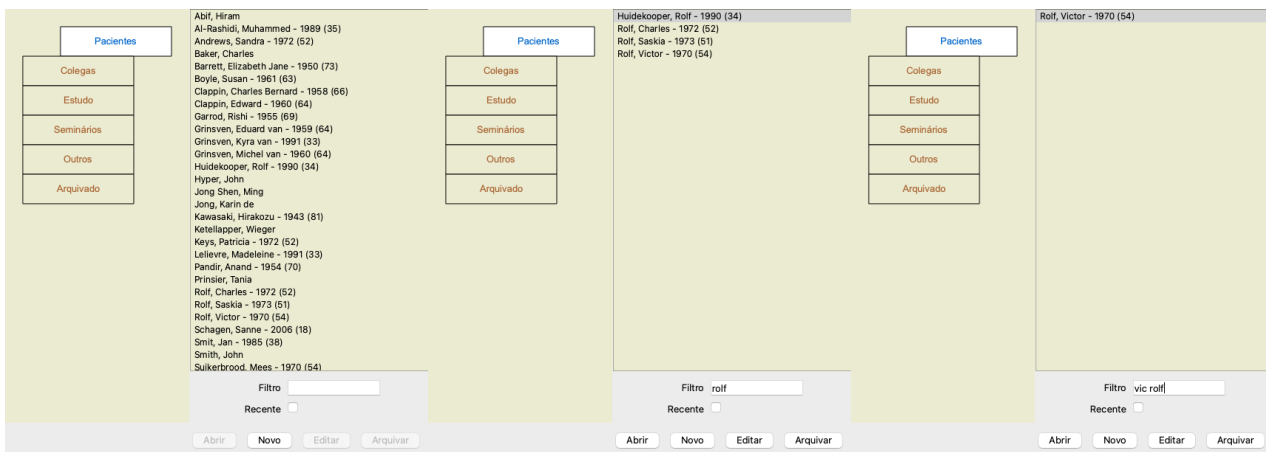 Pacientes
Colegas
Estudo
Seminários
Outros
Arquivado
Abif, Hiram
Al-Rashidi, Muhammed - 1989 (35)
Andrews, Sandra - 1972 (52)
Baker, Charles
Barrett, Elizabeth Jane - 1950 (73)
Boyle, Susan - 1961 (63)
Clappin, Charles Bernard - 1958 (66)
Clappin, Edward - 1960 (64)
Garrod, Rishi - 1955 (69)
Grinsven, Eduard van - 1959 (64)
Grinsven, Kyra van - 1991 (33)
Grinsven, Michel van - 1960 (64)
Huidekooper, Rolf - 1990 (34)
Hyper, John
Jong Shen, Ming
Jong, Karin de
Kawasaki, Hirakozu - 1943 (81)
Ketellapper, Wieger
Keys, Patricia - 1972 (52)
Lelievre, Madeleine - 1991 (33)
Pandir, Anand - 1954 (70)
Prinsier, Tania
Rolf, Charles - 1972 (52)
Rolf, Saskia - 1973 (51)
Rolf, Victor - 1970 (54)
Schagen, Sanne - 2006 (18)
Smit, Jan - 1985 (38)
Smith, John
Suikerbrood, Mees - 1970 (54)
Filtro
Recente
Abrir Novo Editar Arquivar
Pacientes
Colegas
Estudo
Seminários
Outros
Arquivado
Huidekooper, Rolf - 1990 (34)
Rolf, Charles - 1972 (52)
Rolf, Saskia - 1973 (51)
Rolf, Victor - 1970 (54)
Filtro rolf
Recente
Abrir Novo Editar Arquivar
Pacientes
Colegas
Estudo
Seminários
Outros
Arquivado
Rolf, Victor - 1970 (54)
Filtro vic rolf
Recente
Abrir Novo Editar Arquivar